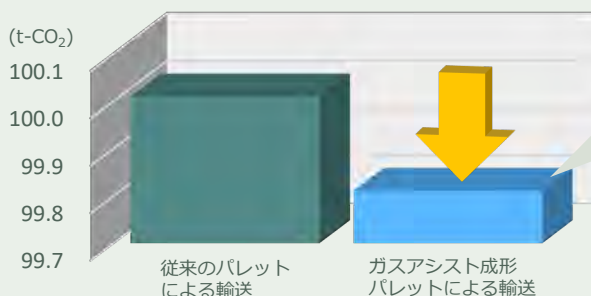 (t-CO₂)
100.1
100.0
99.9
99.8
99.7
従来のパレット
による輸送
ガスアシスト成形
パレットによる輸送